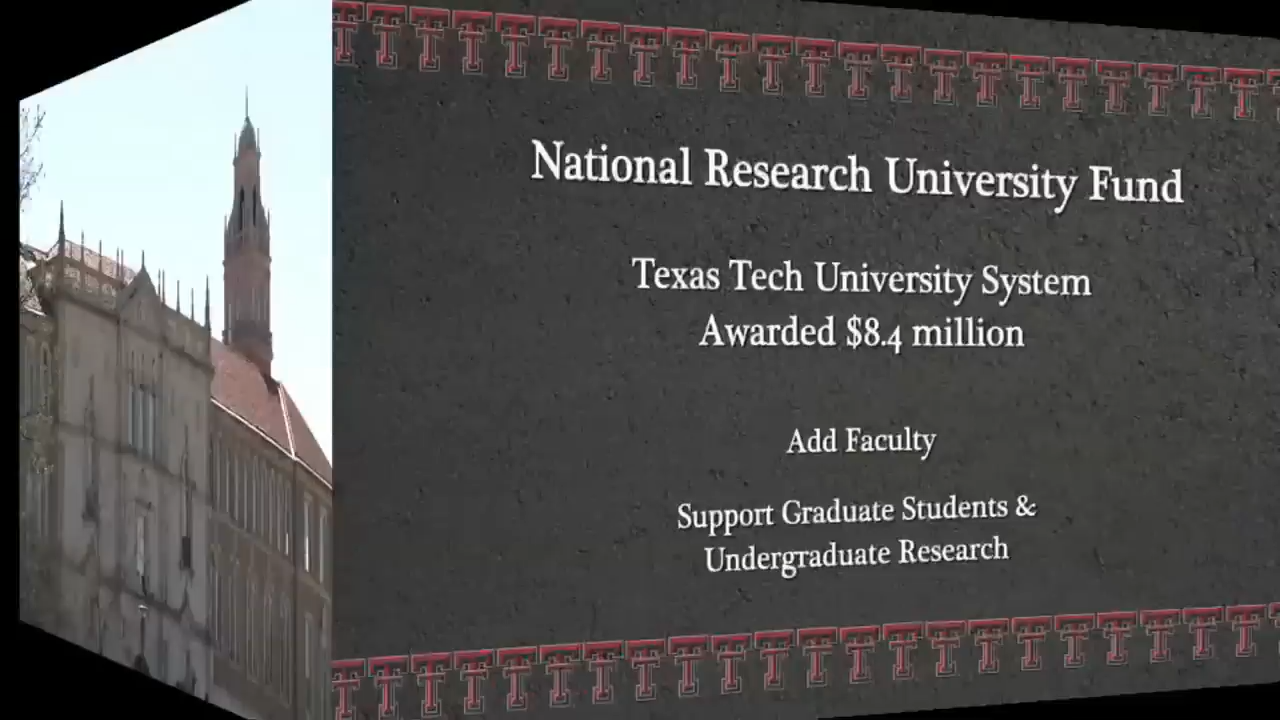 National Research University Fund
Texas Tech University System
Awarded $8.4 million
Add Faculty
Support Graduate Students &
Undergraduate Research